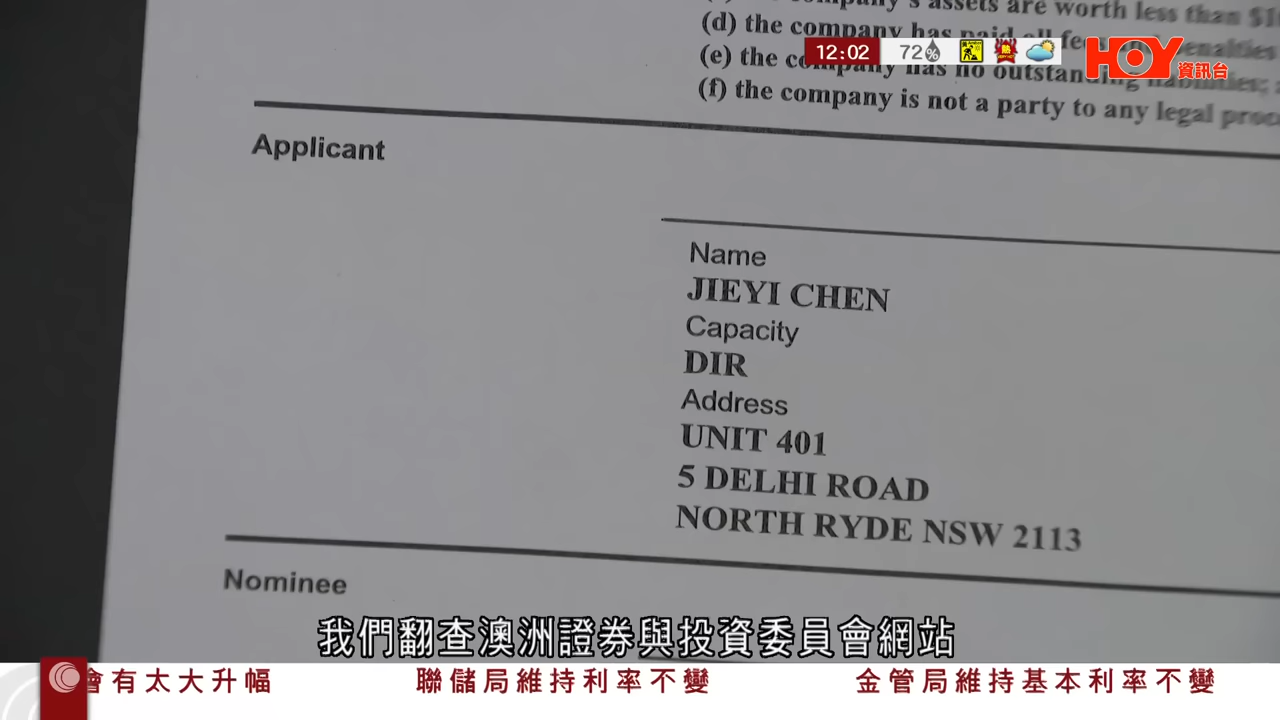 (d) the company has paid all fees and penalties
(e) the company has no outstanding liabilities;
(f) the company is not a party to any legal
12:02
72%
HOY
資訊台
Applicant
Name
JIEYI CHEN
Capacity
DIR
Address
UNIT 401
5 DELHI ROAD
NORTH RYDE NSW 2113
Nominee
我們翻查澳洲證券與投資委員會網站
會有太大升幅 聯儲局維持利率不變 金管局維持基本利率不變